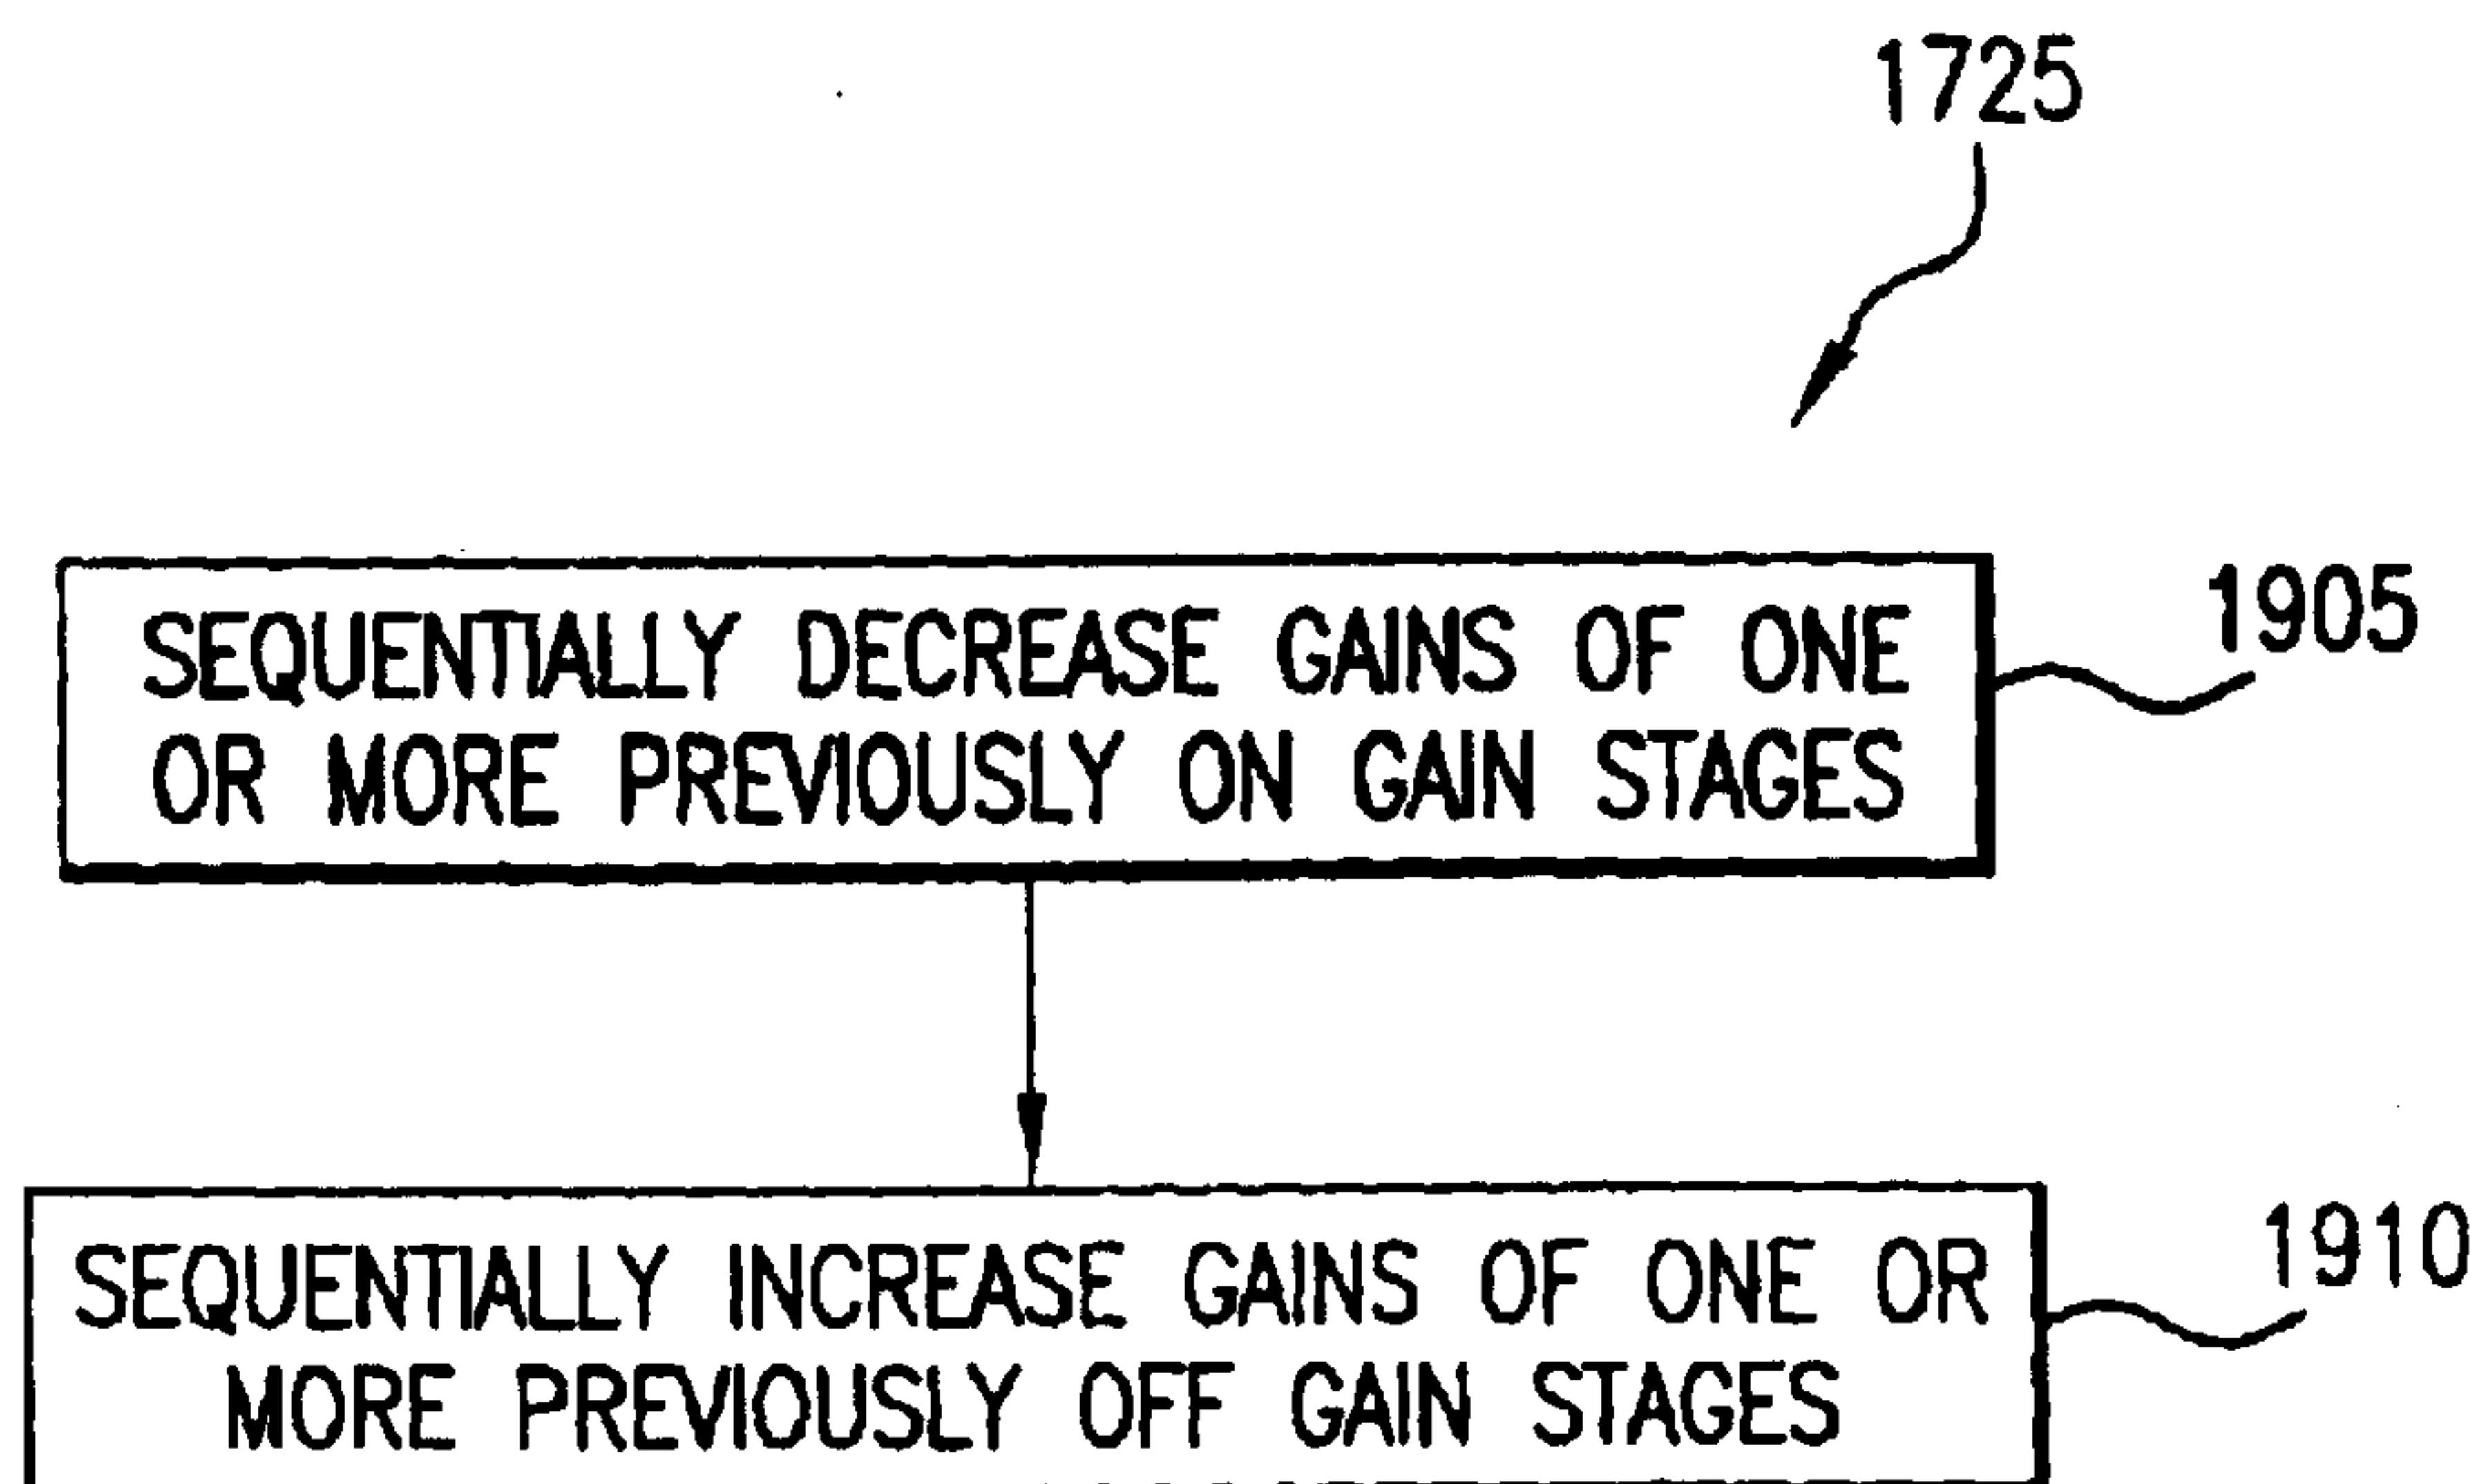 1725
SEQUENTIALLY DECREASE GAINS OF ONE
OR MORE PREVIOUSLY ON GAIN STAGES
1905
SEQUENTIALLY INCREASE GAINS OF ONE OR
MORE PREVIOUSLY OFF GAIN STAGES
1910